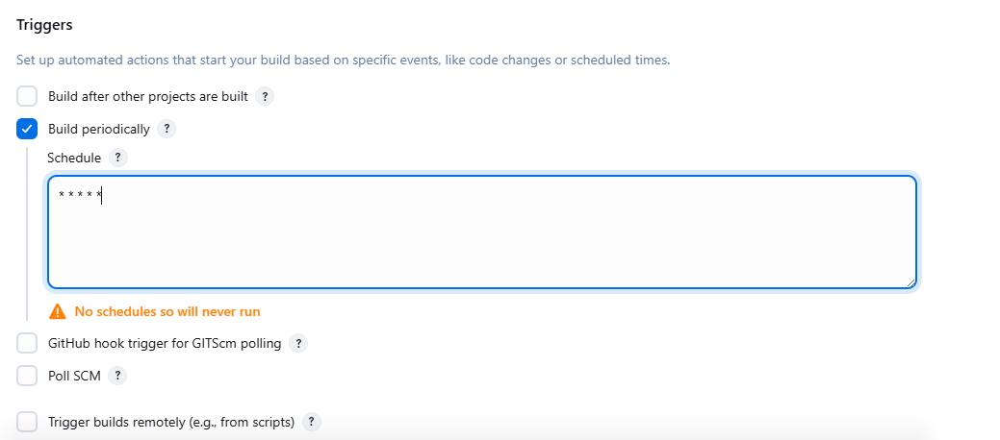 Triggers
Set up automated actions that start your build based on specific events, like code changes or scheduled times.
Build after other projects are built ?
Build periodically ?
Schedule ?
* * * * *
No schedules so will never run
GitHub hook trigger for GITScm polling ?
Poll SCM ?
Trigger builds remotely (e.g., from scripts) ?